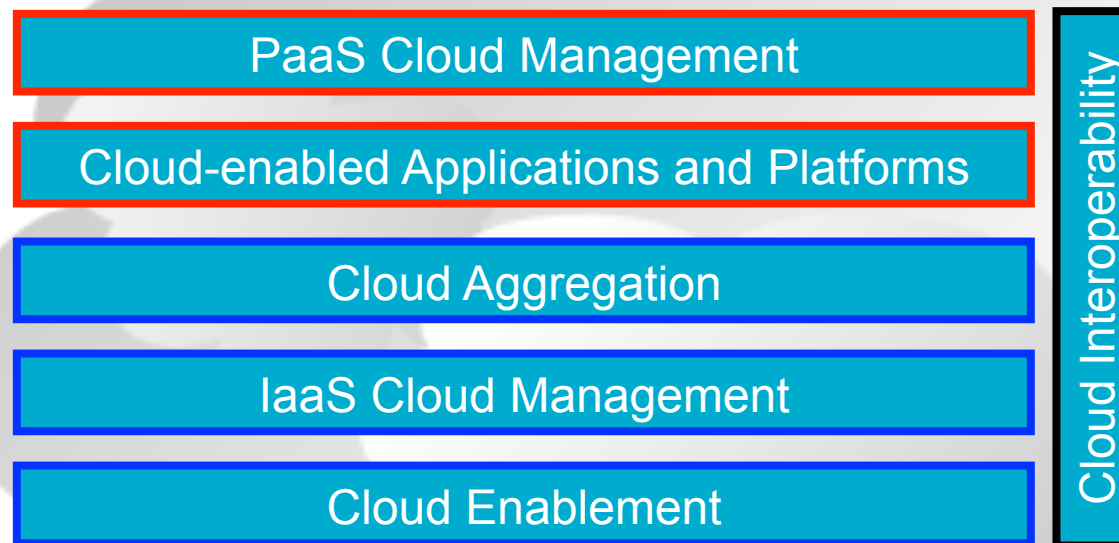 PaaS Cloud Management
Cloud-enabled Applications and Platforms
Cloud Aggregation
IaaS Cloud Management
Cloud Enablement
Cloud Interoperability